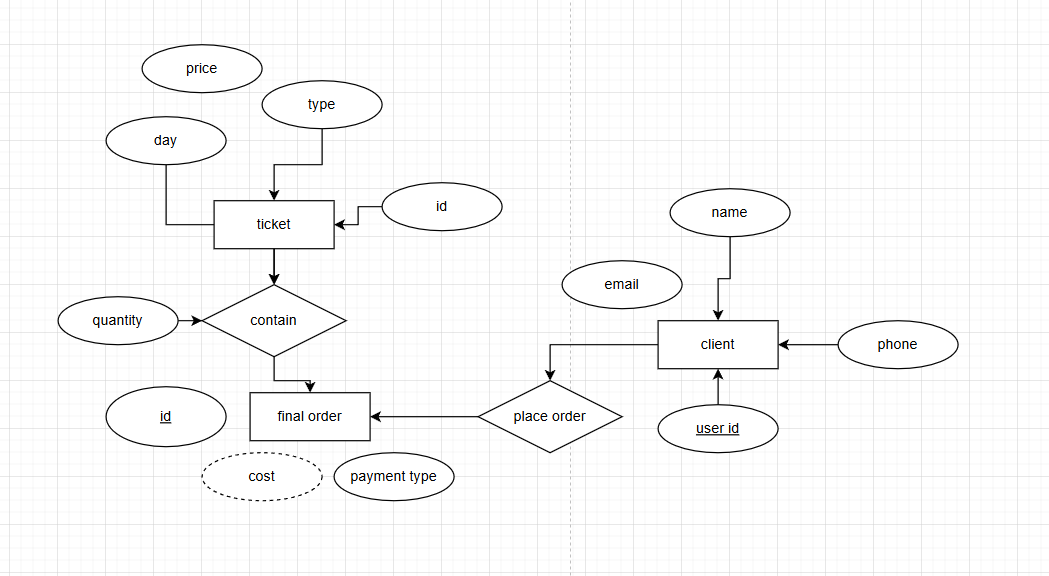 price
type
day
id
name
ticket
email
quantity
contain
client
phone
id
final order
place order
user id
cost
payment type